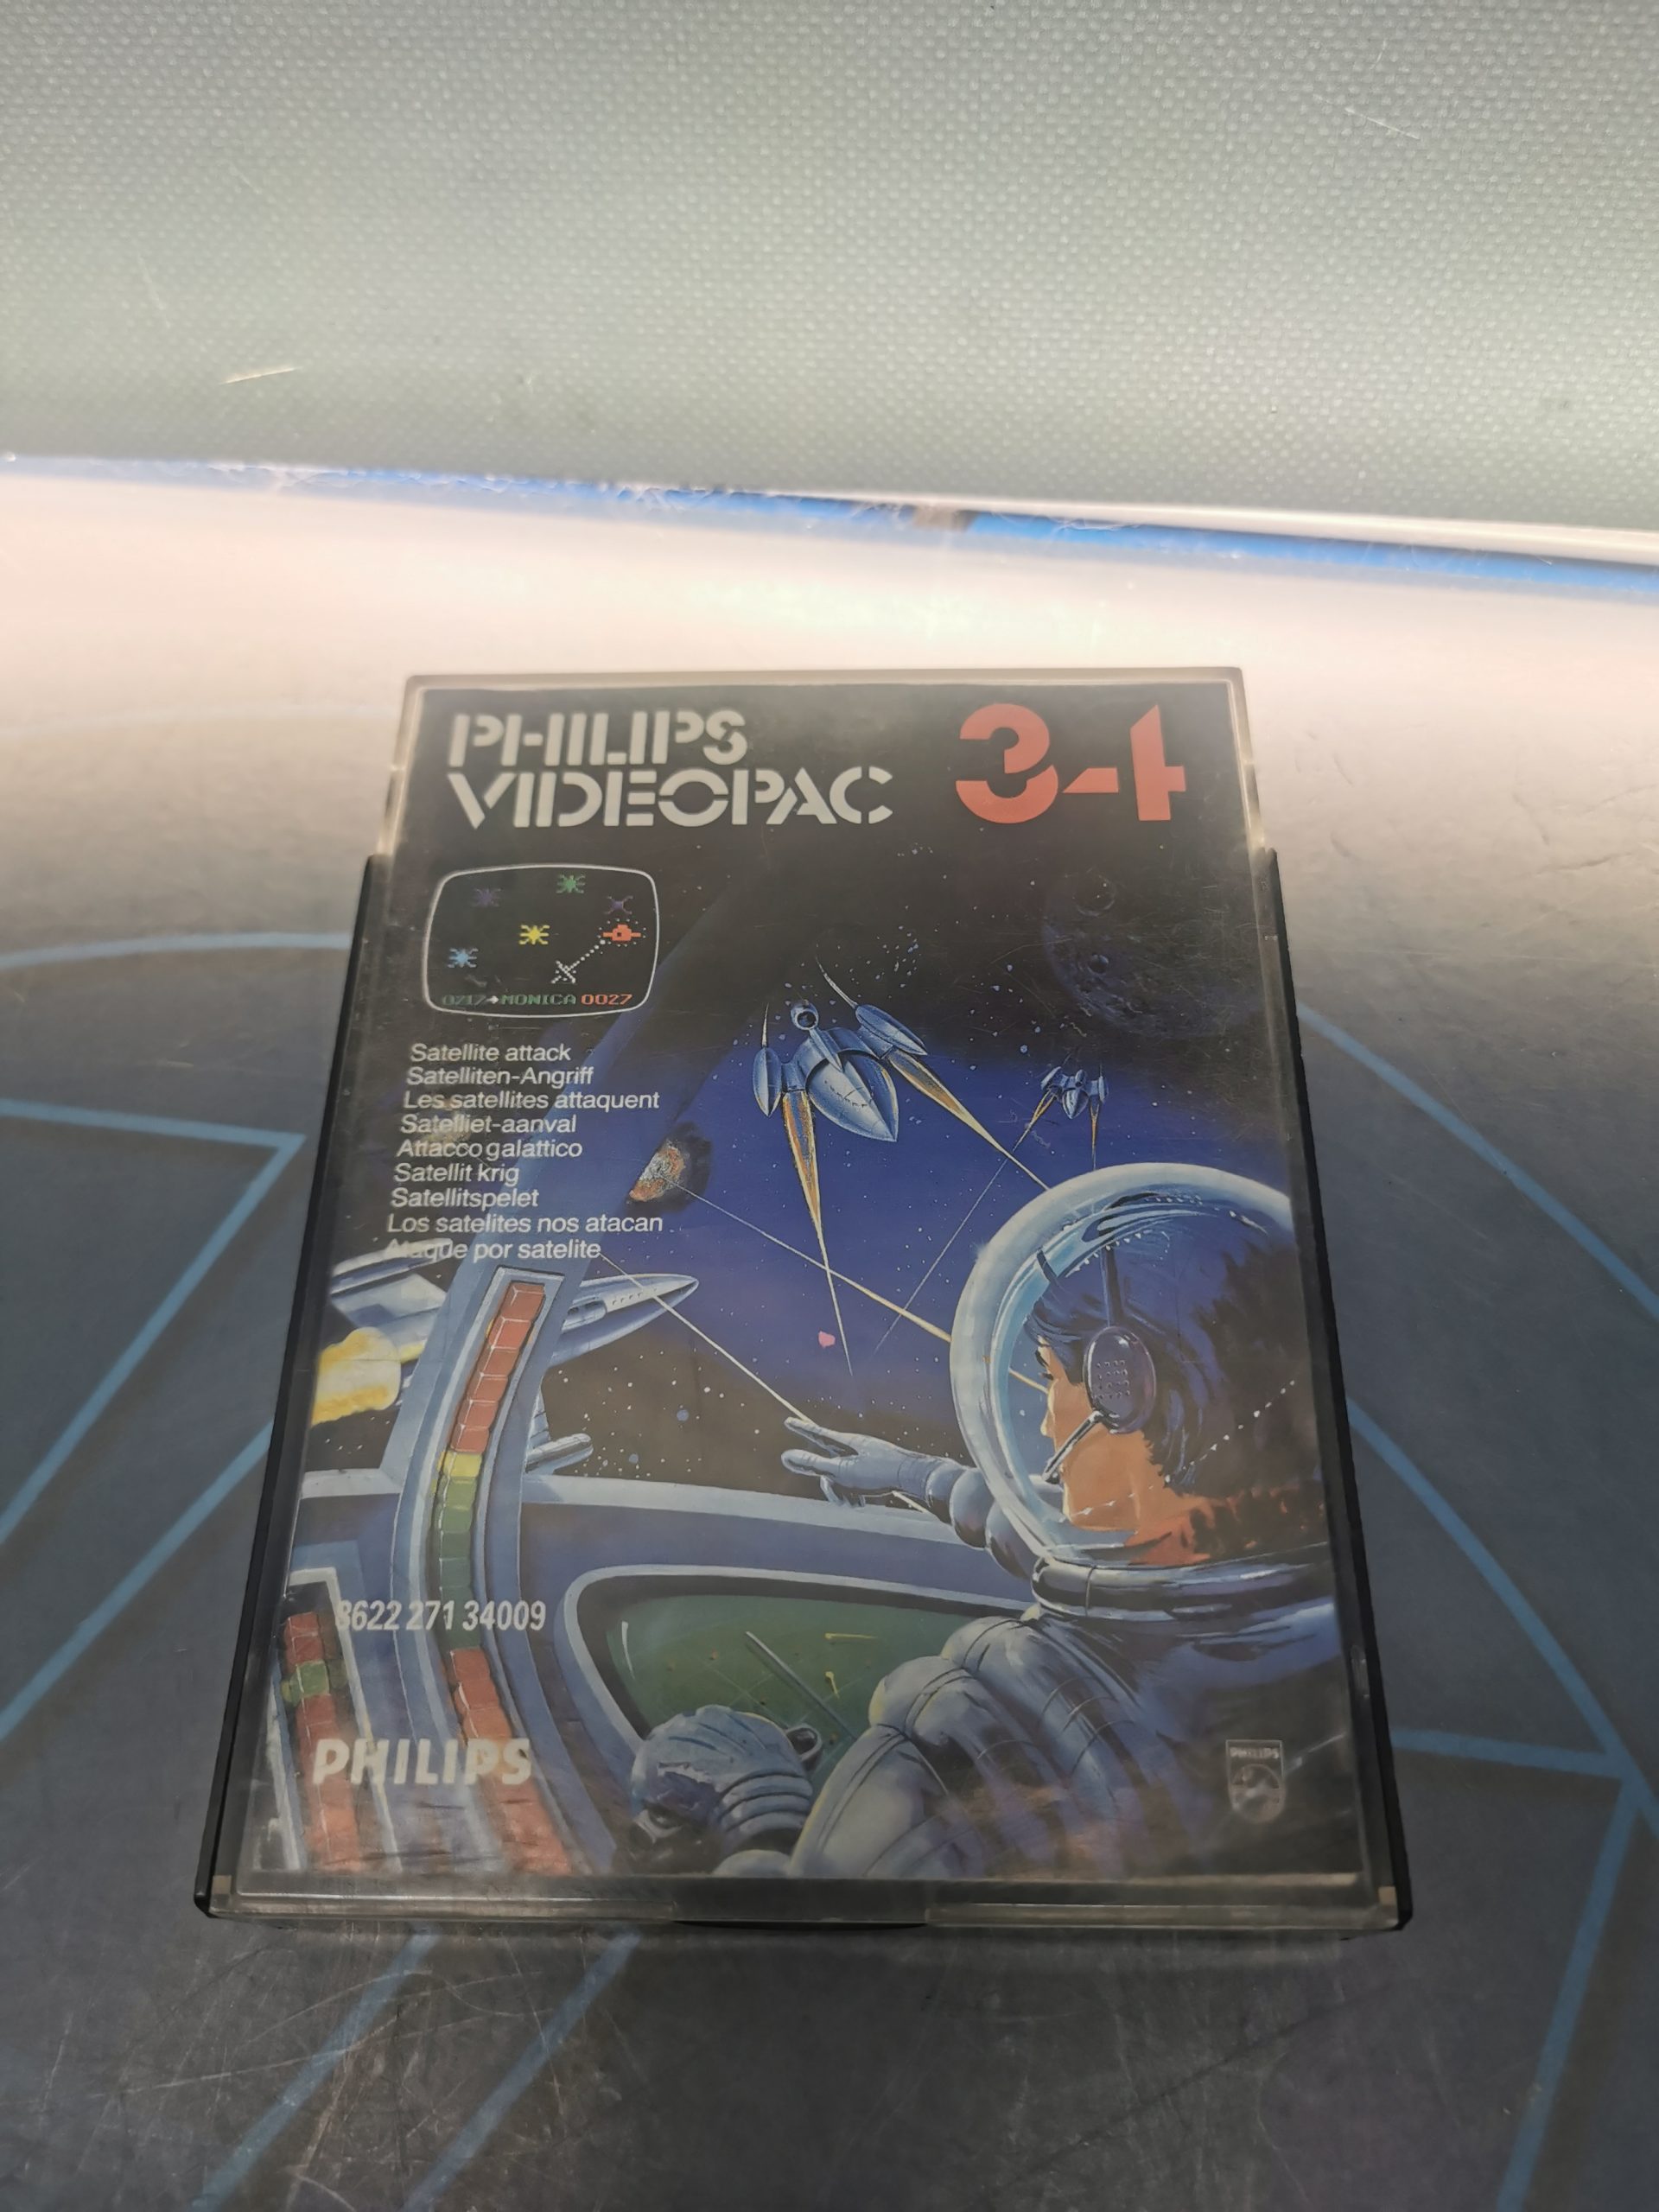 PHILIPS
VIDEOPAC
34
0217 MONICA 0027
Satellite attack
Satelliten-Angriff
Les satellites attaquent
Satelliet-aanval
Attacco galattico
Satellit krig
Satellitspelet
Los satelites nos atacan
Ataque por satelite
8622 271 34009
PHILIPS
PHILIPS